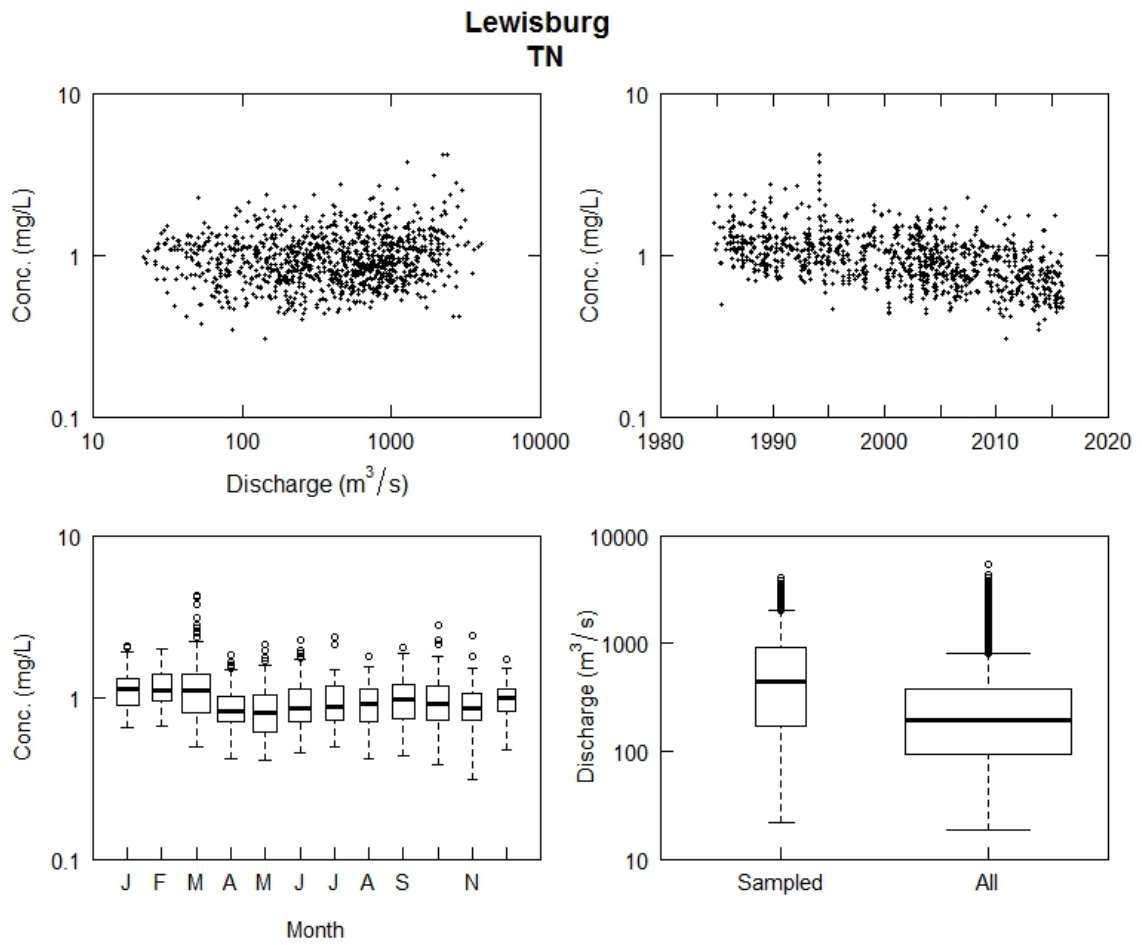 Lewisburg
TN
10
1
0.1
Conc. (mg/L)
10 100 1000 10000
Discharge (m³/s)
10
1
0.1
Conc. (mg/L)
1980 1990 2000 2010 2020
10
1
0.1
Conc. (mg/L)
J F M A M J J A S N
Month
10000
1000
100
10
Discharge (m³/s)
Sampled All